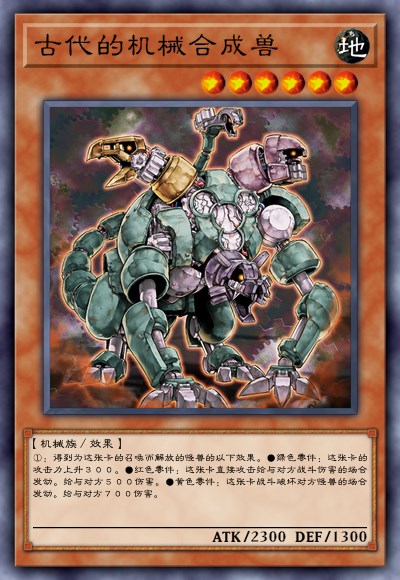 古代的机械合成兽
地
【机械族／效果】
①：得到为这张卡的召唤而解放的怪兽的以下效果。●绿色零件：这张卡的
攻击力上升３００。●红色零件：这张卡直接攻击给与对方战斗伤害的场合
发动。给与对方５００伤害。●黄色零件：这张卡战斗破坏对方怪兽的场合
发动。给与对方７００伤害。
ATK/2300 DEF/1300